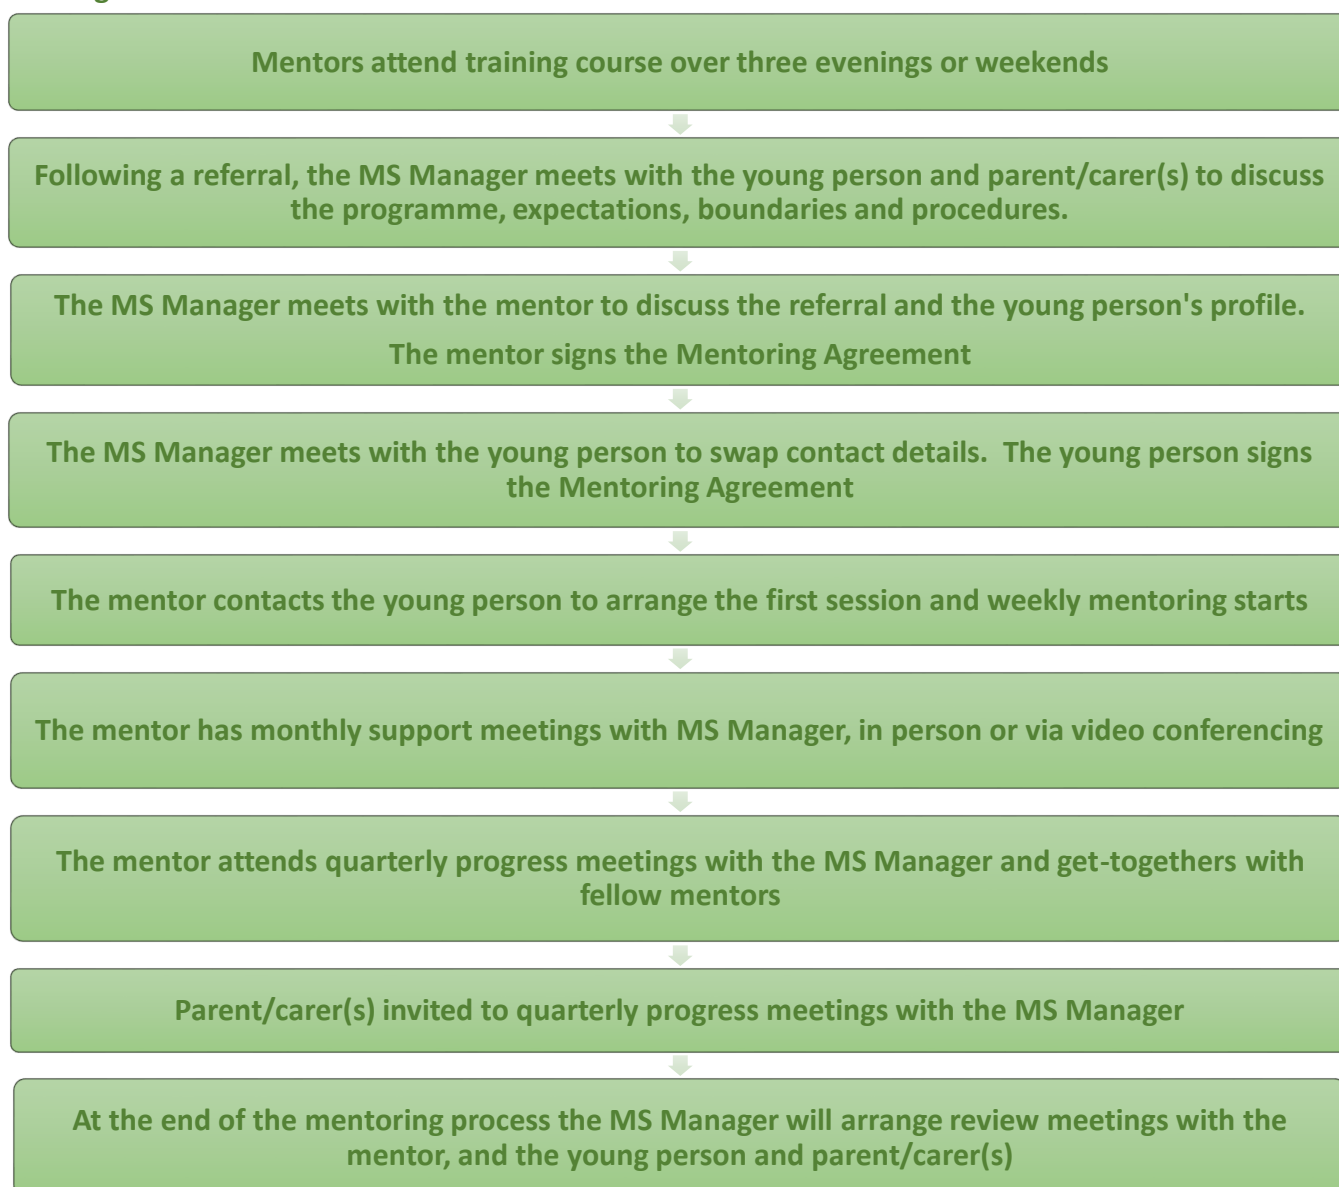 Mentors attend training course over three evenings or weekends
Following a referral, the MS Manager meets with the young person and parent/carer(s) to discuss
the programme, expectations, boundaries and procedures.
The MS Manager meets with the mentor to discuss the referral and the young person's profile.
The mentor signs the Mentoring Agreement
The MS Manager meets with the young person to swap contact details.  The young person signs
the Mentoring Agreement
The mentor contacts the young person to arrange the first session and weekly mentoring starts
The mentor has monthly support meetings with MS Manager, in person or via video conferencing
The mentor attends quarterly progress meetings with the MS Manager and get-togethers with
fellow mentors
Parent/carer(s) invited to quarterly progress meetings with the MS Manager
At the end of the mentoring process the MS Manager will arrange review meetings with the
mentor, and the young person and parent/carer(s)